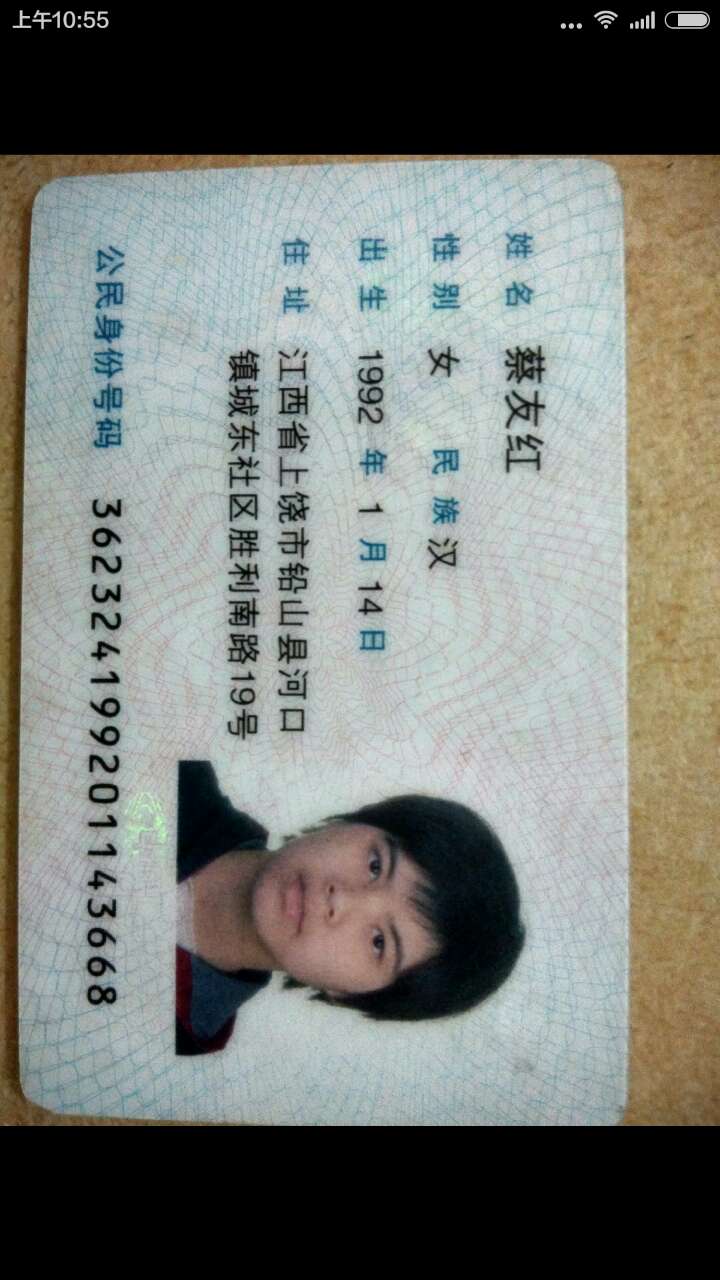 上午10:55
姓名 蔡友红
性别 女 民族 汉
出生 1992 年 1 月 14 日
住址 江西省上饶市铅山县河口
镇城东社区胜利南路19号
公民身份号码 362324199201143668